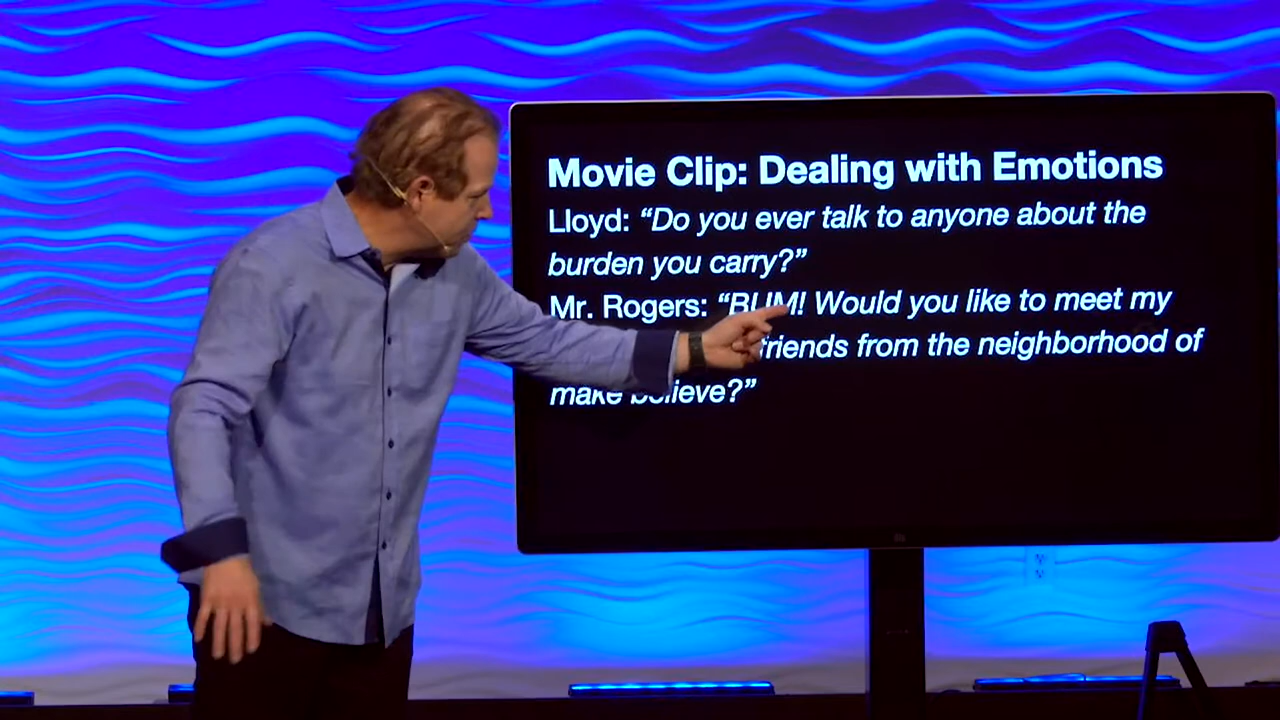 Movie Clip: Dealing with Emotions
Lloyd: “Do you ever talk to anyone about the
burden you carry?”
Mr. Rogers: “BUM! Would you like to meet my
friends from the neighborhood of
make believe?”